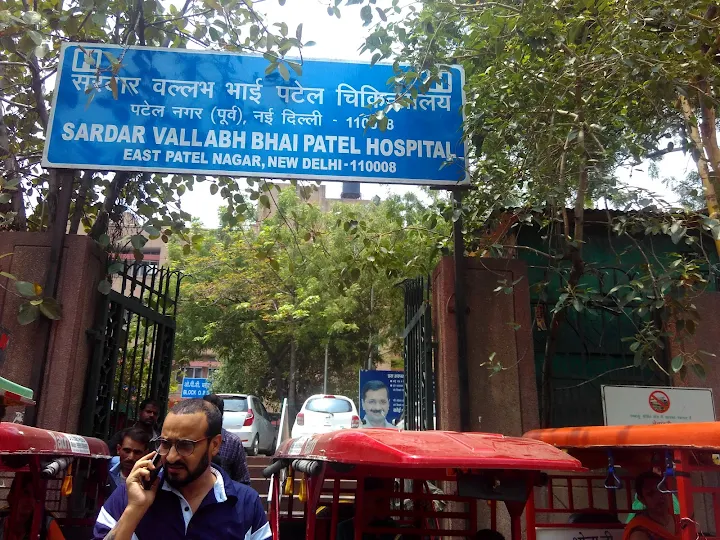 सरदार वल्लभ भाई पटेल चिकित्सालय
पटेल नगर (पूर्व), नई दिल्ली - 110008
SARDAR VALLABH BHAI PATEL HOSPITAL
EAST PATEL NAGAR, NEW DELHI-110008
ओ.पी.डी.
BLOCK O.P.D